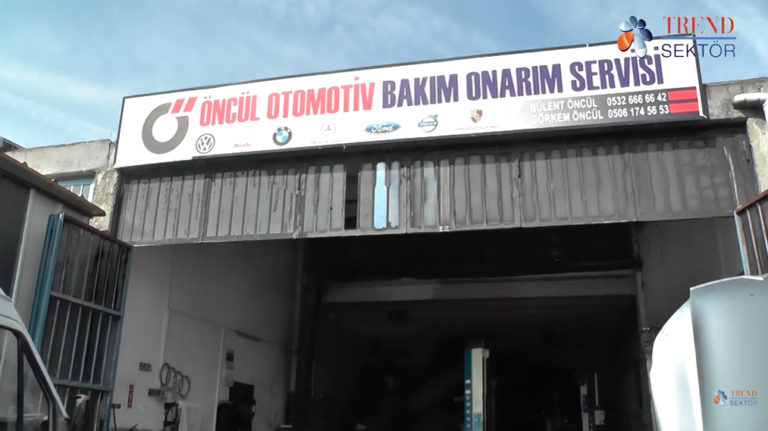 TREND
SEKTÖR
ÖNCÜL OTOMOTİV BAKIM ONARIM SERVİSİ
BÜLENT ÖNCÜL 0532 666 66 42
GÖRKEM ÖNCÜL 0506 174 56 53
Audi
Ford
TREND
SEKTÖR